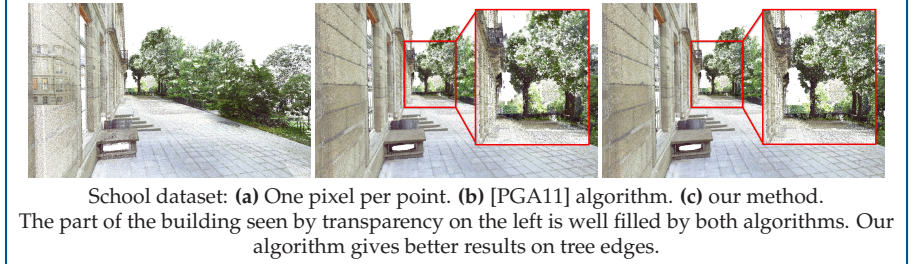 School dataset: (a) One pixel per point. (b) [PGA11] algorithm. (c) our method.
The part of the building seen by transparency on the left is well filled by both algorithms. Our
algorithm gives better results on tree edges.